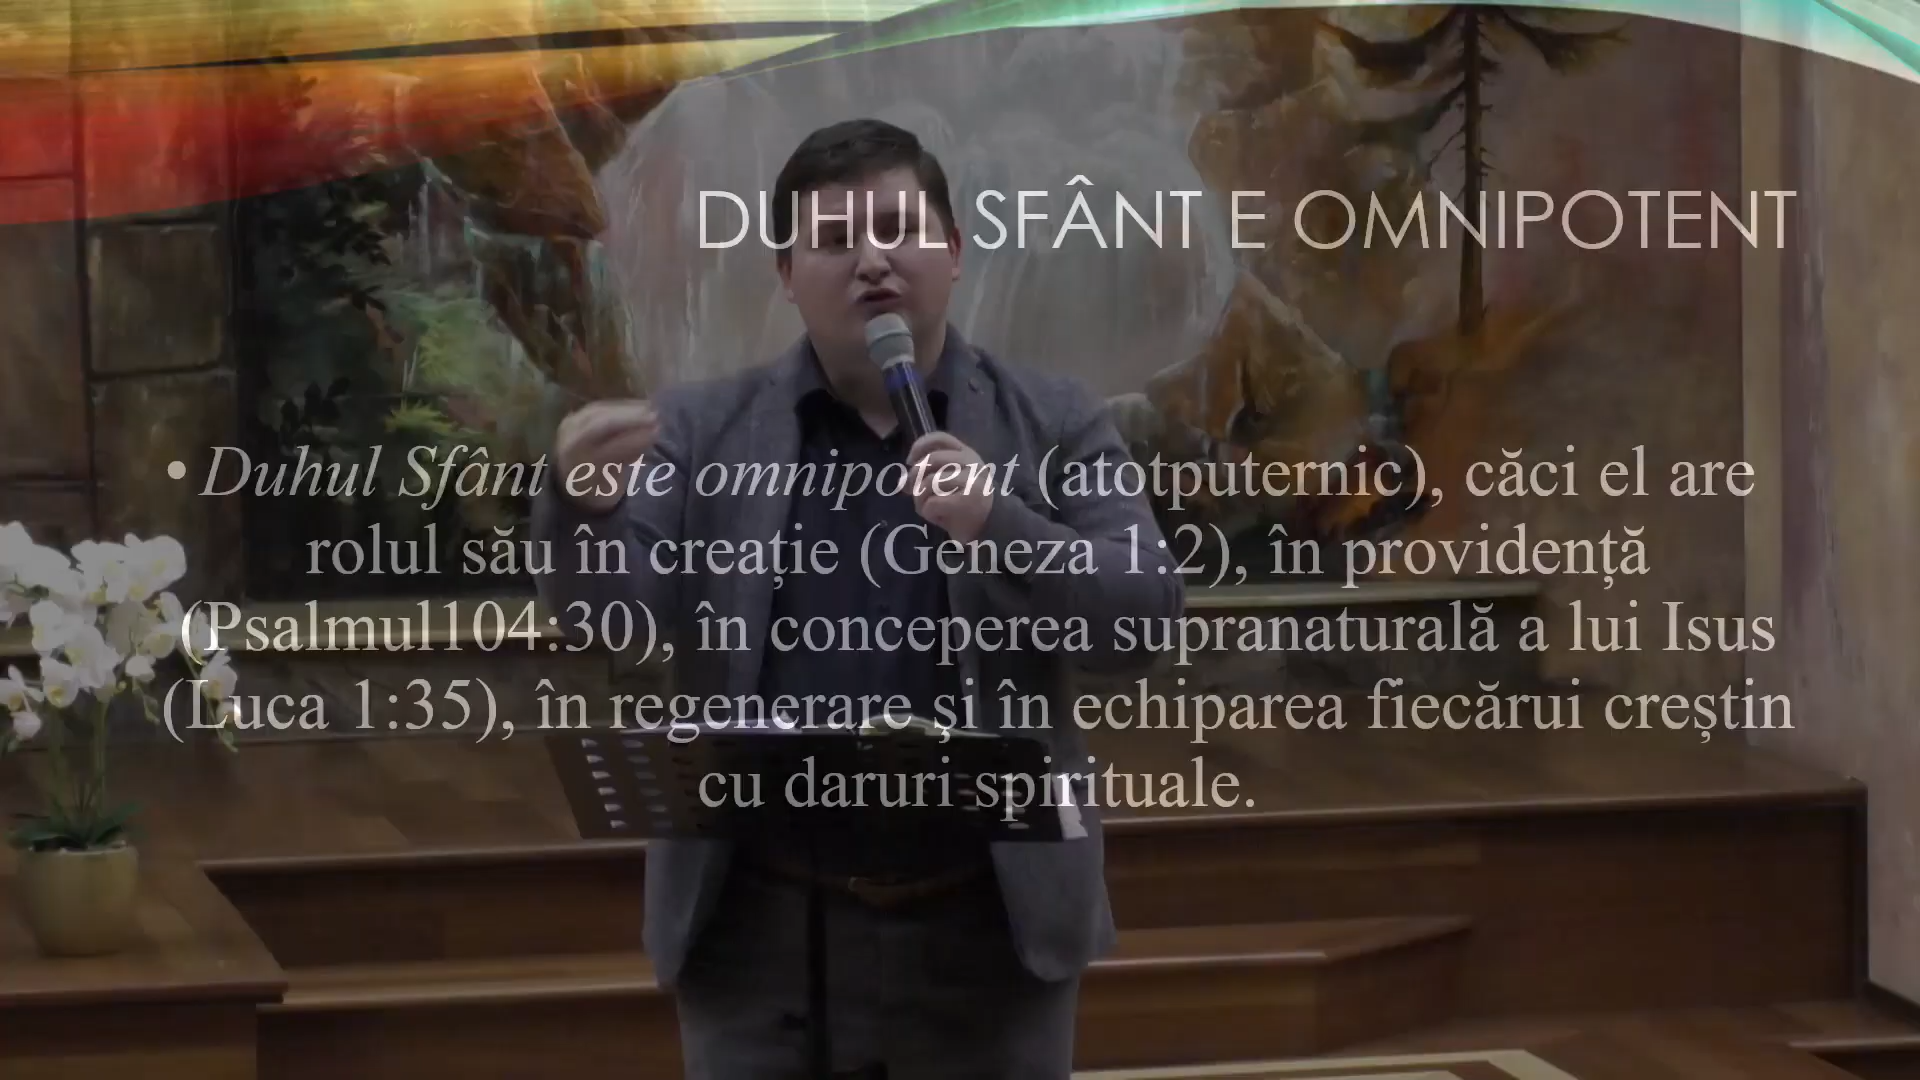 DUHUL SFÂNT E OMNIPOTENT
• Duhul Sfânt este omnipotent (atotputernic), căci el are
rolul său în creație (Geneza 1:2), în providență
(Psalmul104:30), în conceperea supranaturală a lui Isus
(Luca 1:35), în regenerare şi în echiparea fiecărui creștin
cu daruri spirituale.